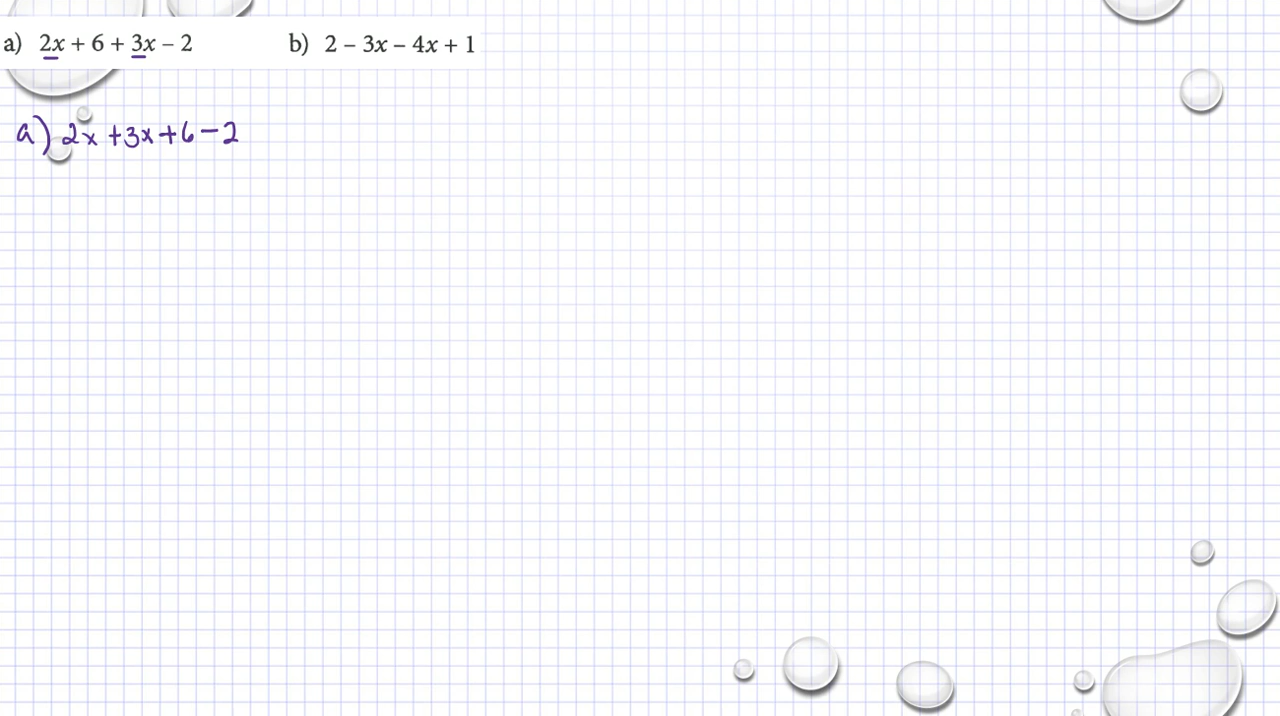 a) 2x + 6 + 3x – 2 b) 2 – 3x – 4x + 1
a) 2x + 3x + 6 - 2